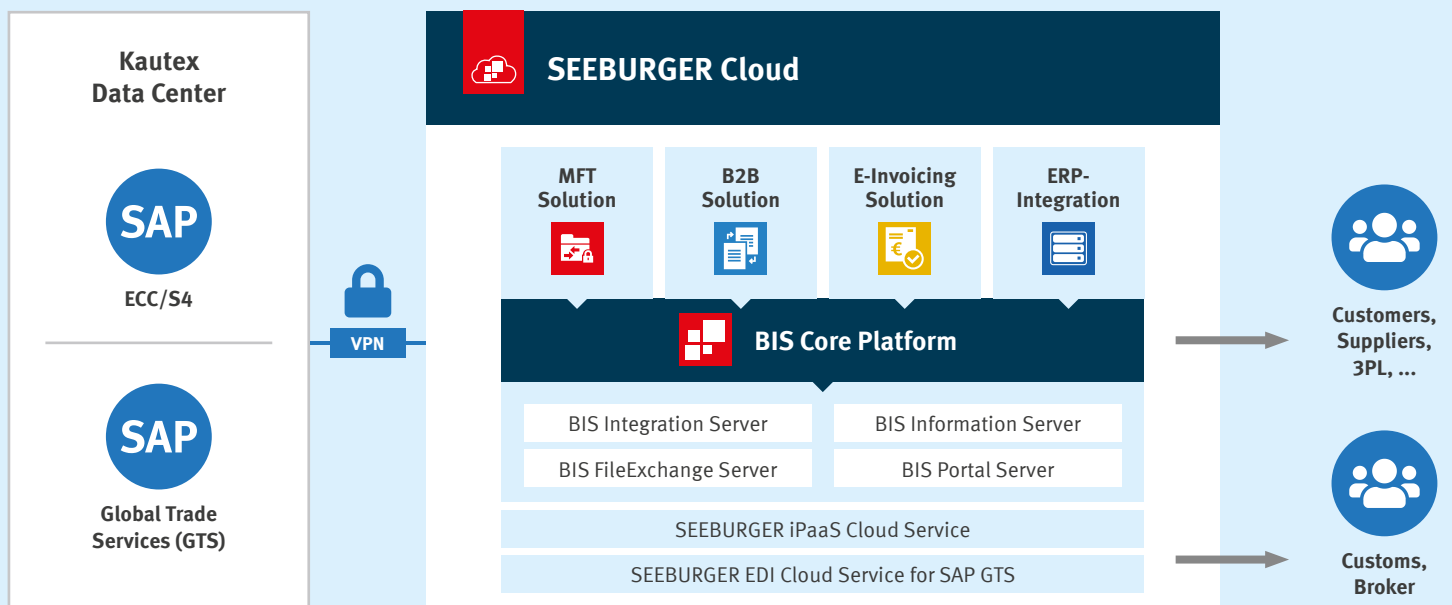 Kautex
Data Center
SAP
ECC/S4
SAP
Global Trade
Services (GTS)
VPN
SEEBURGER Cloud
MFT
Solution
B2B
Solution
E-Invoicing
Solution
€
ERP-
Integration
BIS Core Platform
BIS Integration Server
BIS Information Server
BIS FileExchange Server
BIS Portal Server
SEEBURGER iPaaS Cloud Service
SEEBURGER EDI Cloud Service for SAP GTS
Customers,
Suppliers,
3PL, ...
Customs,
Broker